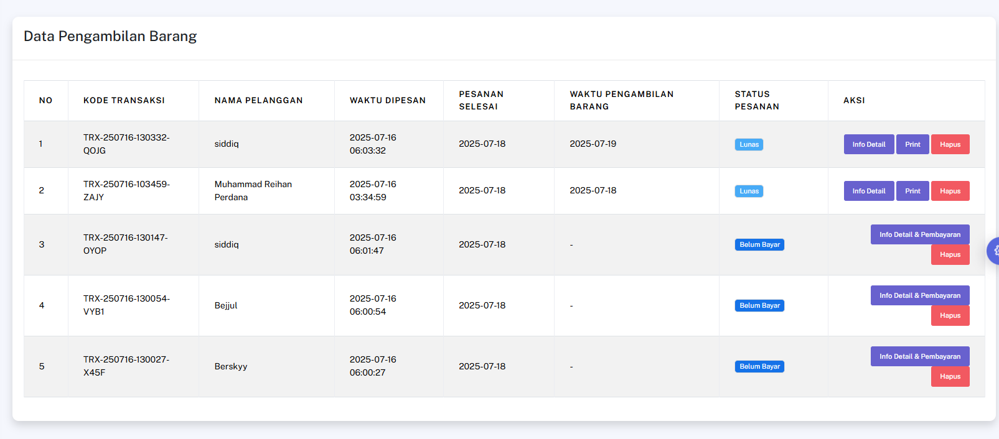 Data Pengambilan Barang
NO
KODE TRANSAKSI
NAMA PELANGGAN
WAKTU DIPESAN
PESANAN
SELESAI
WAKTU PENGAMBILAN
BARANG
STATUS
PESANAN
AKSI
1
TRX-250716-130332-
QOJG
siddiq
2025-07-16
06:03:32
2025-07-18
2025-07-19
Lunas
Info Detail
Print
Hapus
2
TRX-250716-103459-
ZAJY
Muhammad Reihan
Perdana
2025-07-16
03:34:59
2025-07-18
2025-07-18
Lunas
Info Detail
Print
Hapus
3
TRX-250716-130147-
OYOP
siddiq
2025-07-16
06:01:47
2025-07-18
-
Belum Bayar
Info Detail & Pembayaran
Hapus
4
TRX-250716-130054-
VYB1
Bejjul
2025-07-16
06:00:54
2025-07-18
-
Belum Bayar
Info Detail & Pembayaran
Hapus
5
TRX-250716-130027-
X45F
Berskyy
2025-07-16
06:00:27
2025-07-18
-
Belum Bayar
Info Detail & Pembayaran
Hapus